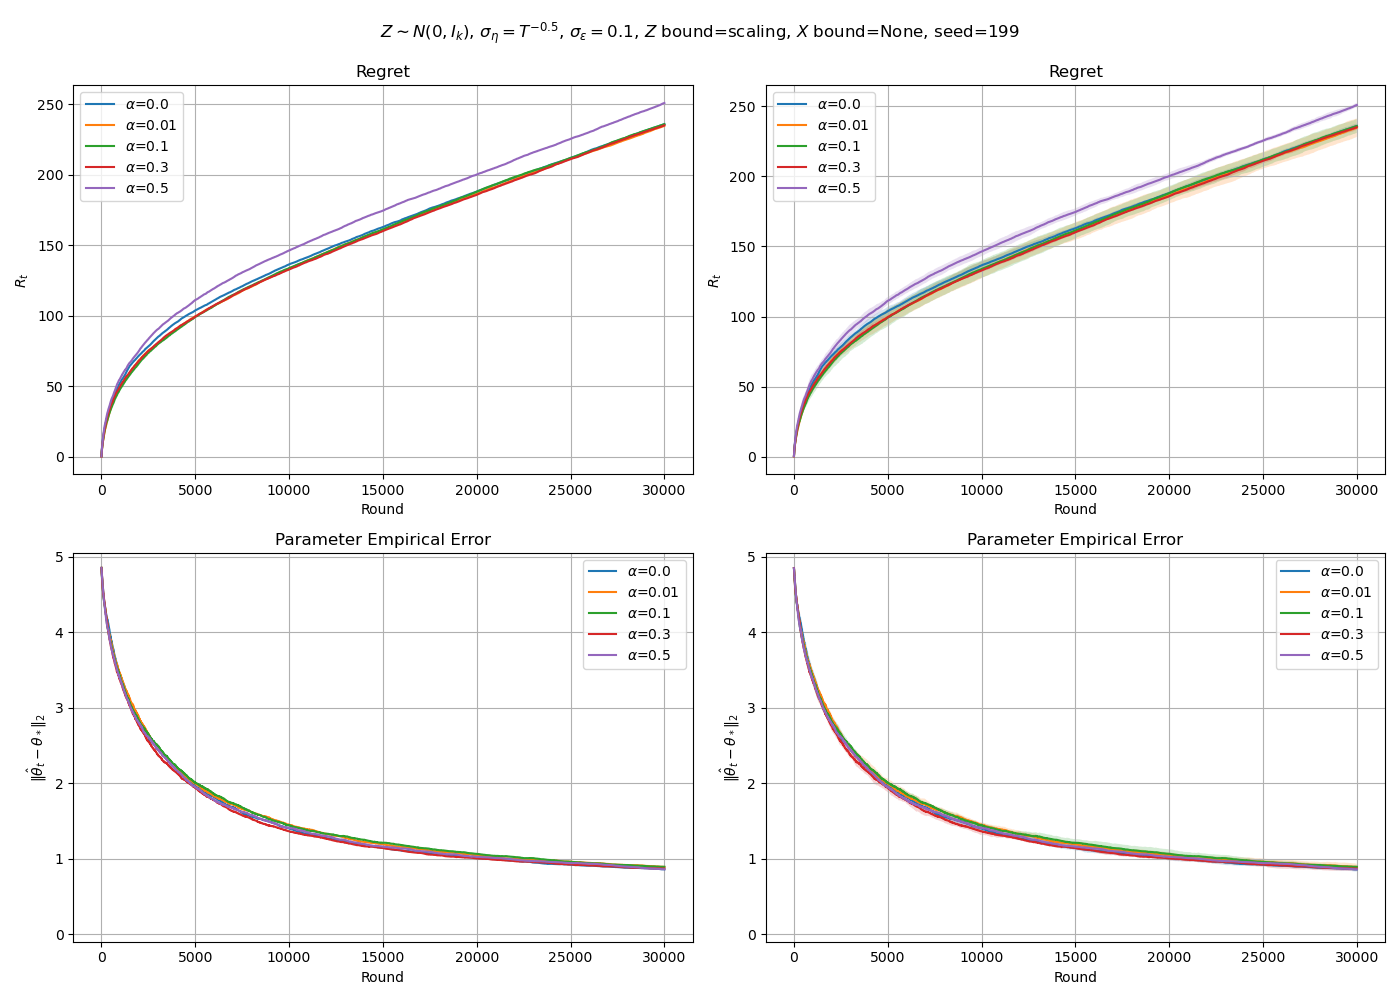 Z ∼ N(0, I_k), σ_η = T^{−0.5}, σ_ε = 0.1, Z bound=scaling, X bound=None, seed=199
Regret
250
200
150
100
50
0
R_t
α=0.0
α=0.01
α=0.1
α=0.3
α=0.5
0 5000 10000 15000 20000 25000 30000
Round
Regret
250
200
150
100
50
0
R_t
α=0.0
α=0.01
α=0.1
α=0.3
α=0.5
0 5000 10000 15000 20000 25000 30000
Round
Parameter Empirical Error
5
4
3
2
1
0
‖θ̂_t − θ_*‖_2
α=0.0
α=0.01
α=0.1
α=0.3
α=0.5
0 5000 10000 15000 20000 25000 30000
Round
Parameter Empirical Error
5
4
3
2
1
0
‖θ̂_t − θ_*‖_2
α=0.0
α=0.01
α=0.1
α=0.3
α=0.5
0 5000 10000 15000 20000 25000 30000
Round